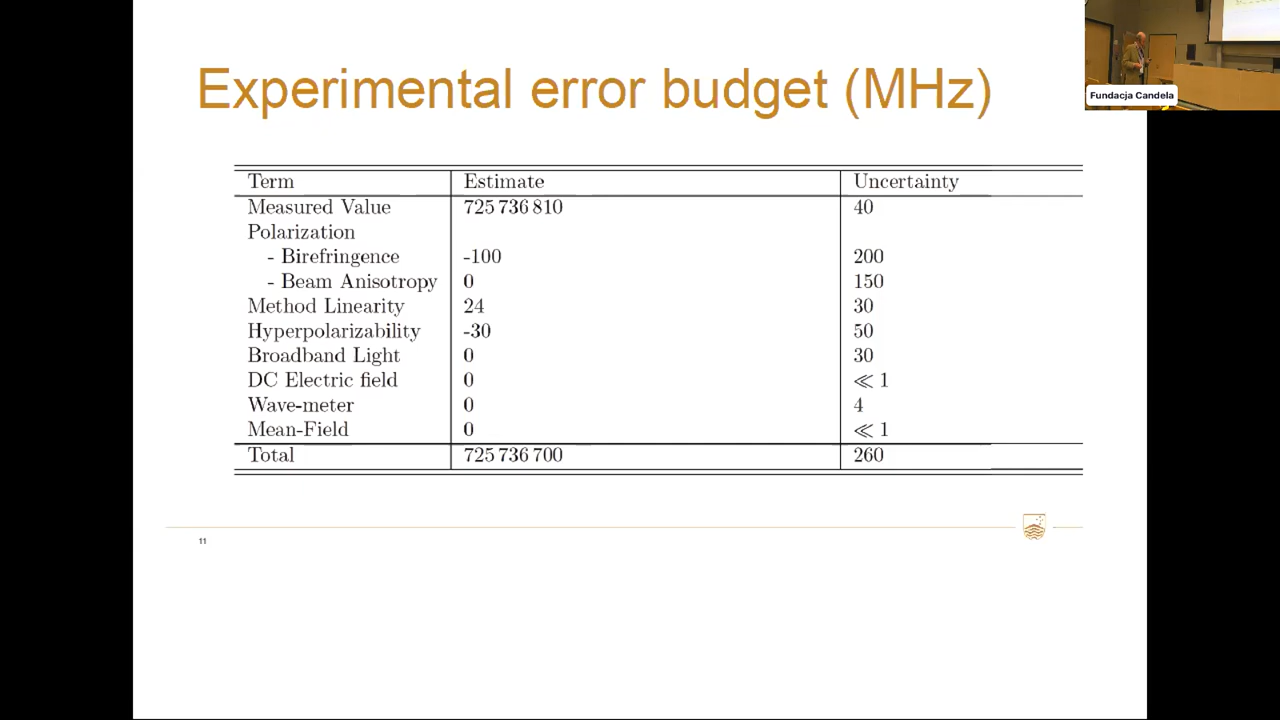 Experimental error budget (MHz)
Fundacja Candela
Term Estimate Uncertainty
Measured Value 725 736 810 40
Polarization
- Birefringence -100 200
- Beam Anisotropy 0 150
Method Linearity 24 30
Hyperpolarizability -30 50
Broadband Light 0 30
DC Electric field 0 ≪ 1
Wave-meter 0 4
Mean-Field 0 ≪ 1
Total 725 736 700 260
11